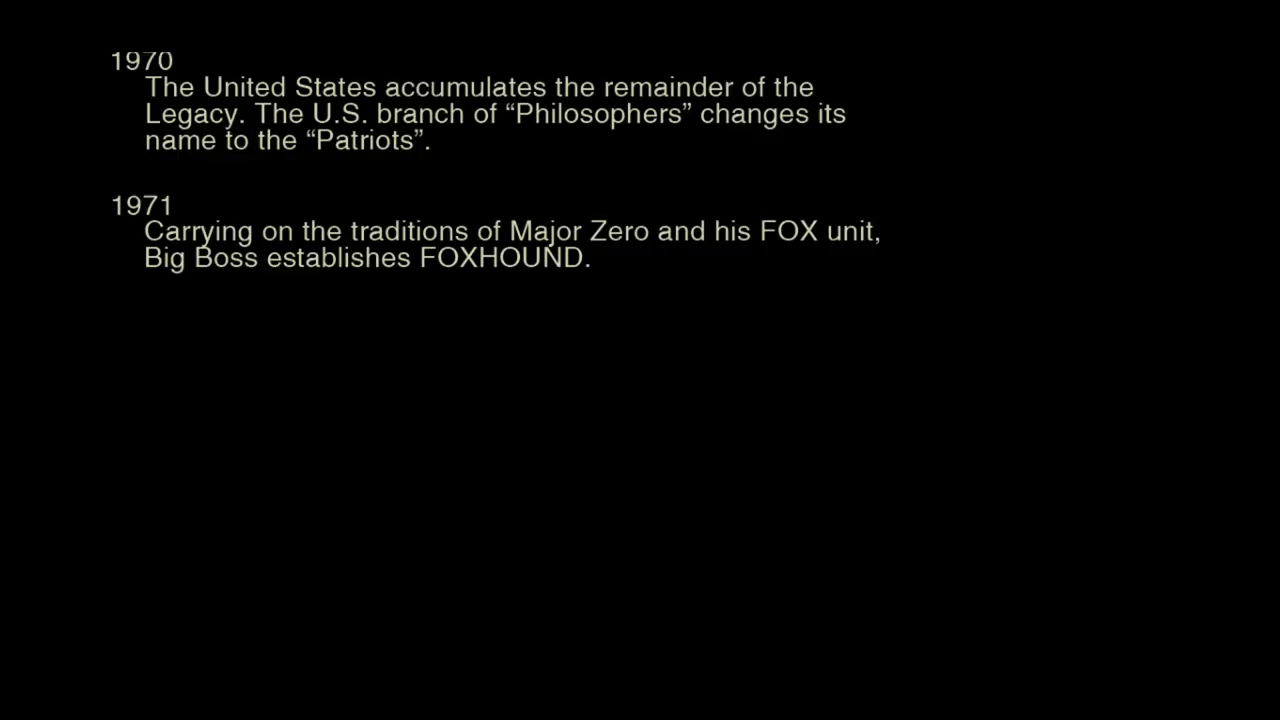 1970
The United States accumulates the remainder of the
Legacy. The U.S. branch of “Philosophers” changes its
name to the “Patriots”.
1971
Carrying on the traditions of Major Zero and his FOX unit,
Big Boss establishes FOXHOUND.